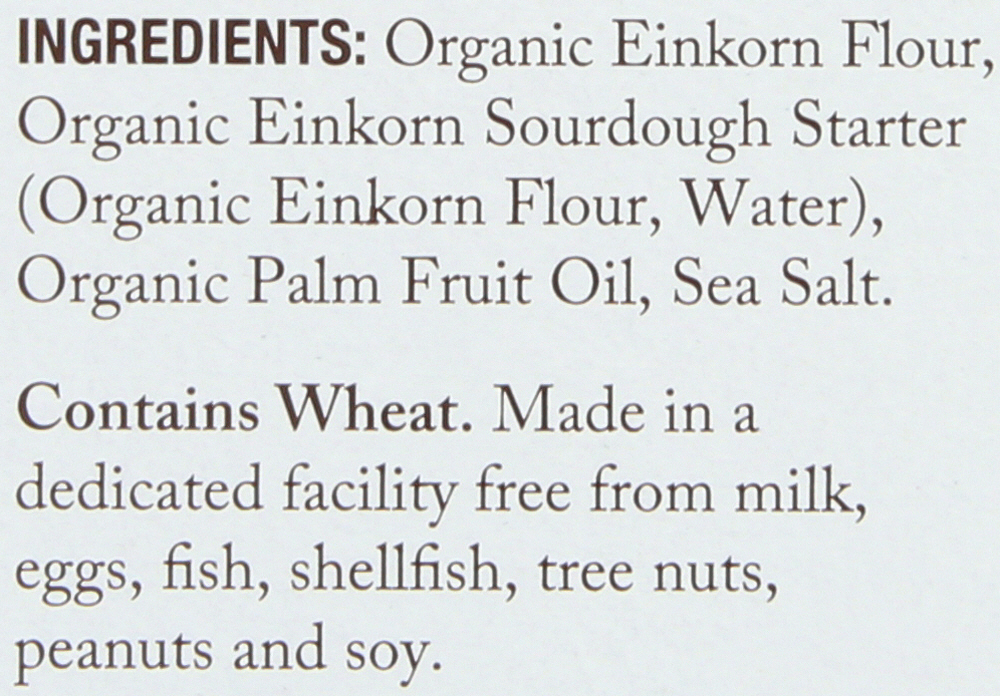 INGREDIENTS: Organic Einkorn Flour,
Organic Einkorn Sourdough Starter
(Organic Einkorn Flour, Water),
Organic Palm Fruit Oil, Sea Salt.
Contains Wheat. Made in a
dedicated facility free from milk,
eggs, fish, shellfish, tree nuts,
peanuts and soy.